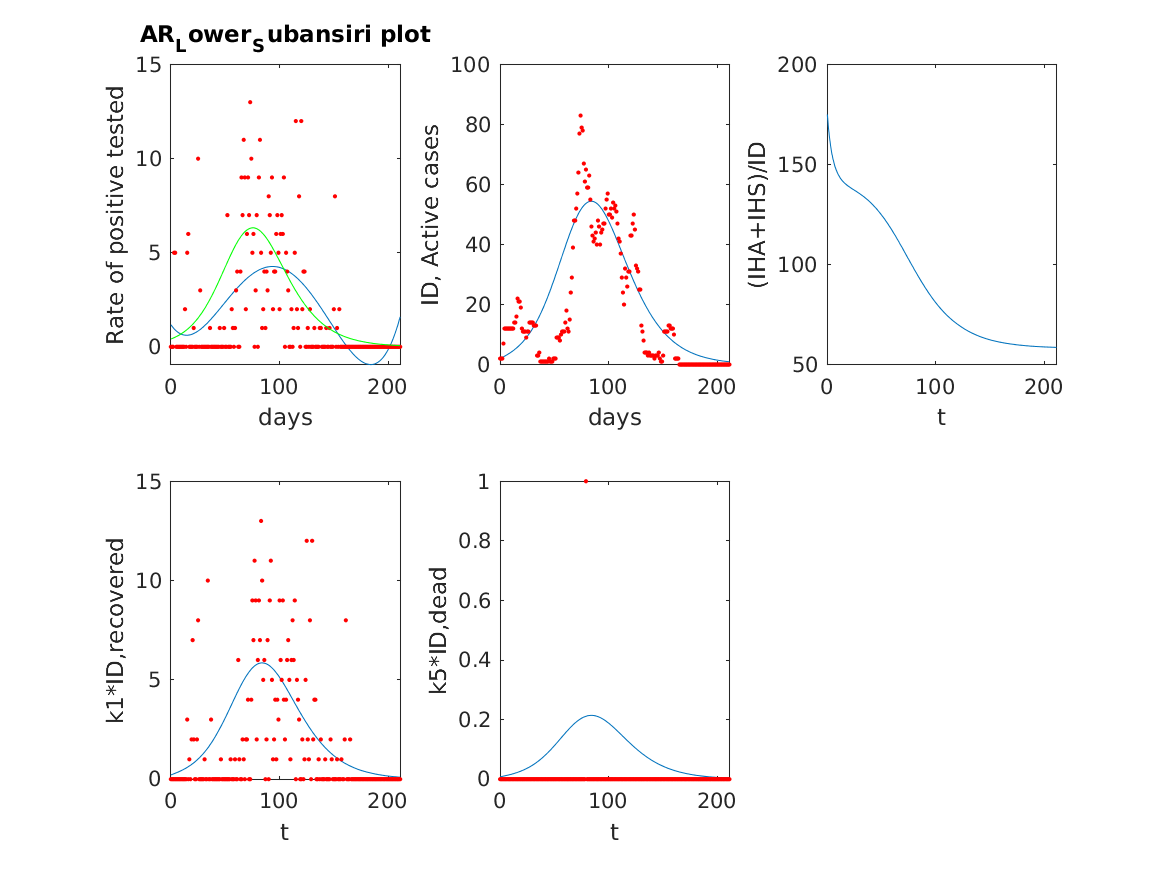 AR_Lower_Subansiri plot
Rate of positive tested
15
10
5
0
0 100 200
days
ID, Active cases
100
80
60
40
20
0
0 100 200
days
(IHA+IHS)/ID
200
150
100
50
0 100 200
t
k1*ID,recovered
15
10
5
0
0 100 200
t
k5*ID,dead
1
0.8
0.6
0.4
0.2
0
0 100 200
t